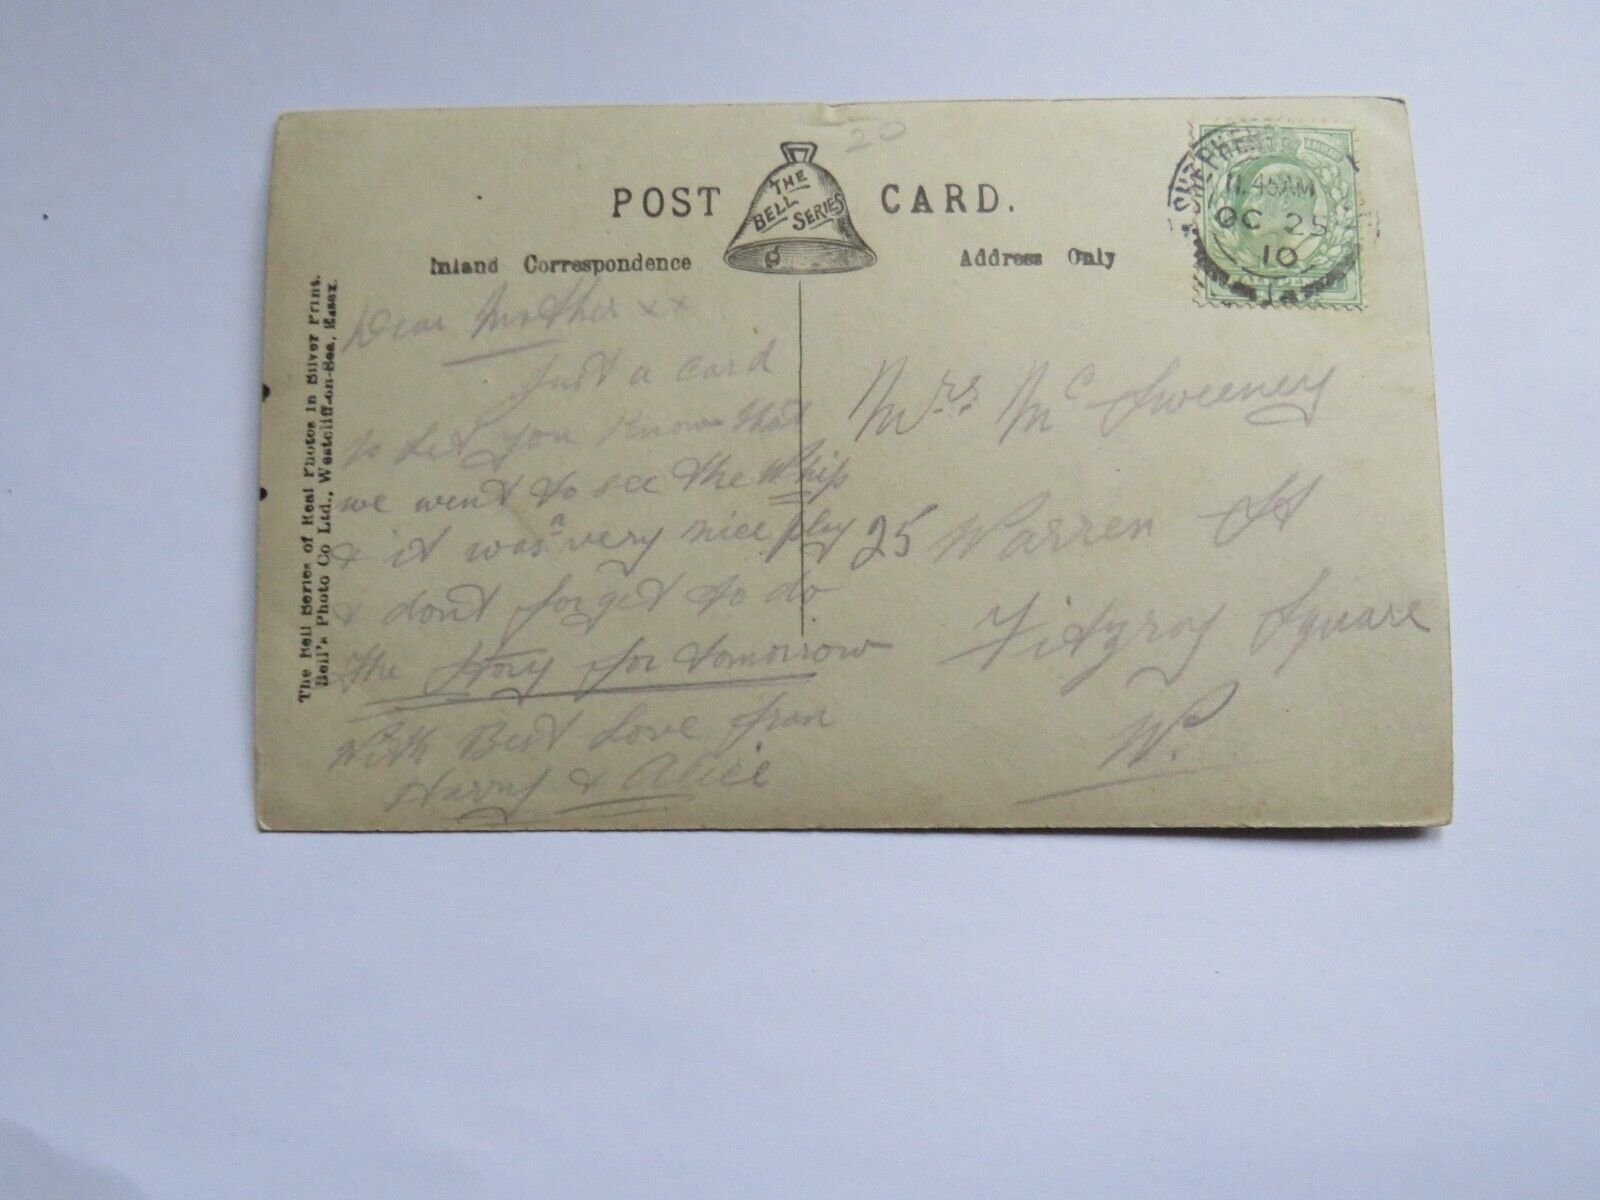 20
POST CARD.
THE
BELL
SERIES
Inland Correspondence
Address Only
11.45AM
OC 25
10
The Bell Series of Real Photos in Silver Print.
Bell's Photo Co Ltd., Westcliff-on-Sea, Essex.
Dear Mother xx
Just a card
to Let you Know that
we went to see the Whip
& it was a very nice play
& dont forget to do
the story for tomorrow
With Best Love from
Harry & Alice
Mrs. Mc Sweeney
25 Warren St
Fitzroy Square
W.